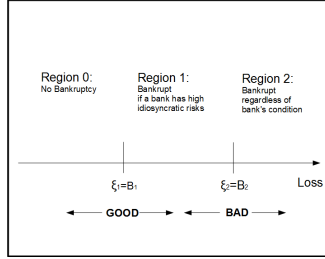 Region 0:
No Bankruptcy
Region 1:
Bankrupt
if a bank has high
idiosyncratic risks
Region 2:
Bankrupt
regardless of
bank's condition
ξ₁=B₁
ξ₂=B₂
Loss
GOOD
BAD